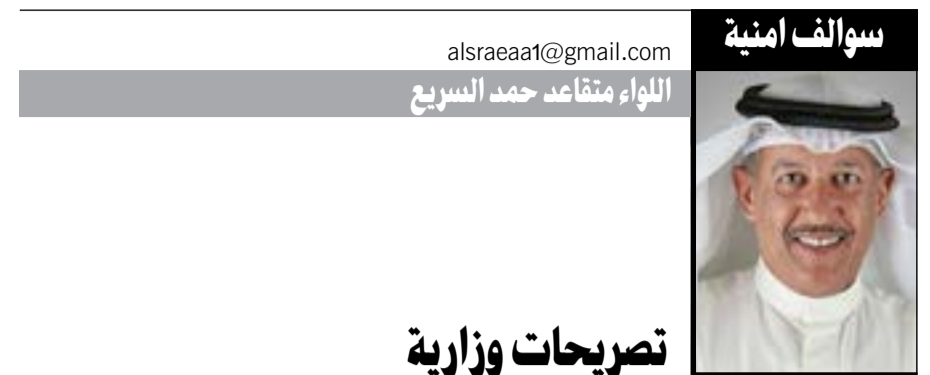 سوالف امنية
alsraeaa1@gmail.com
اللواء متقاعد حمد السريع
تصريحات وزارية